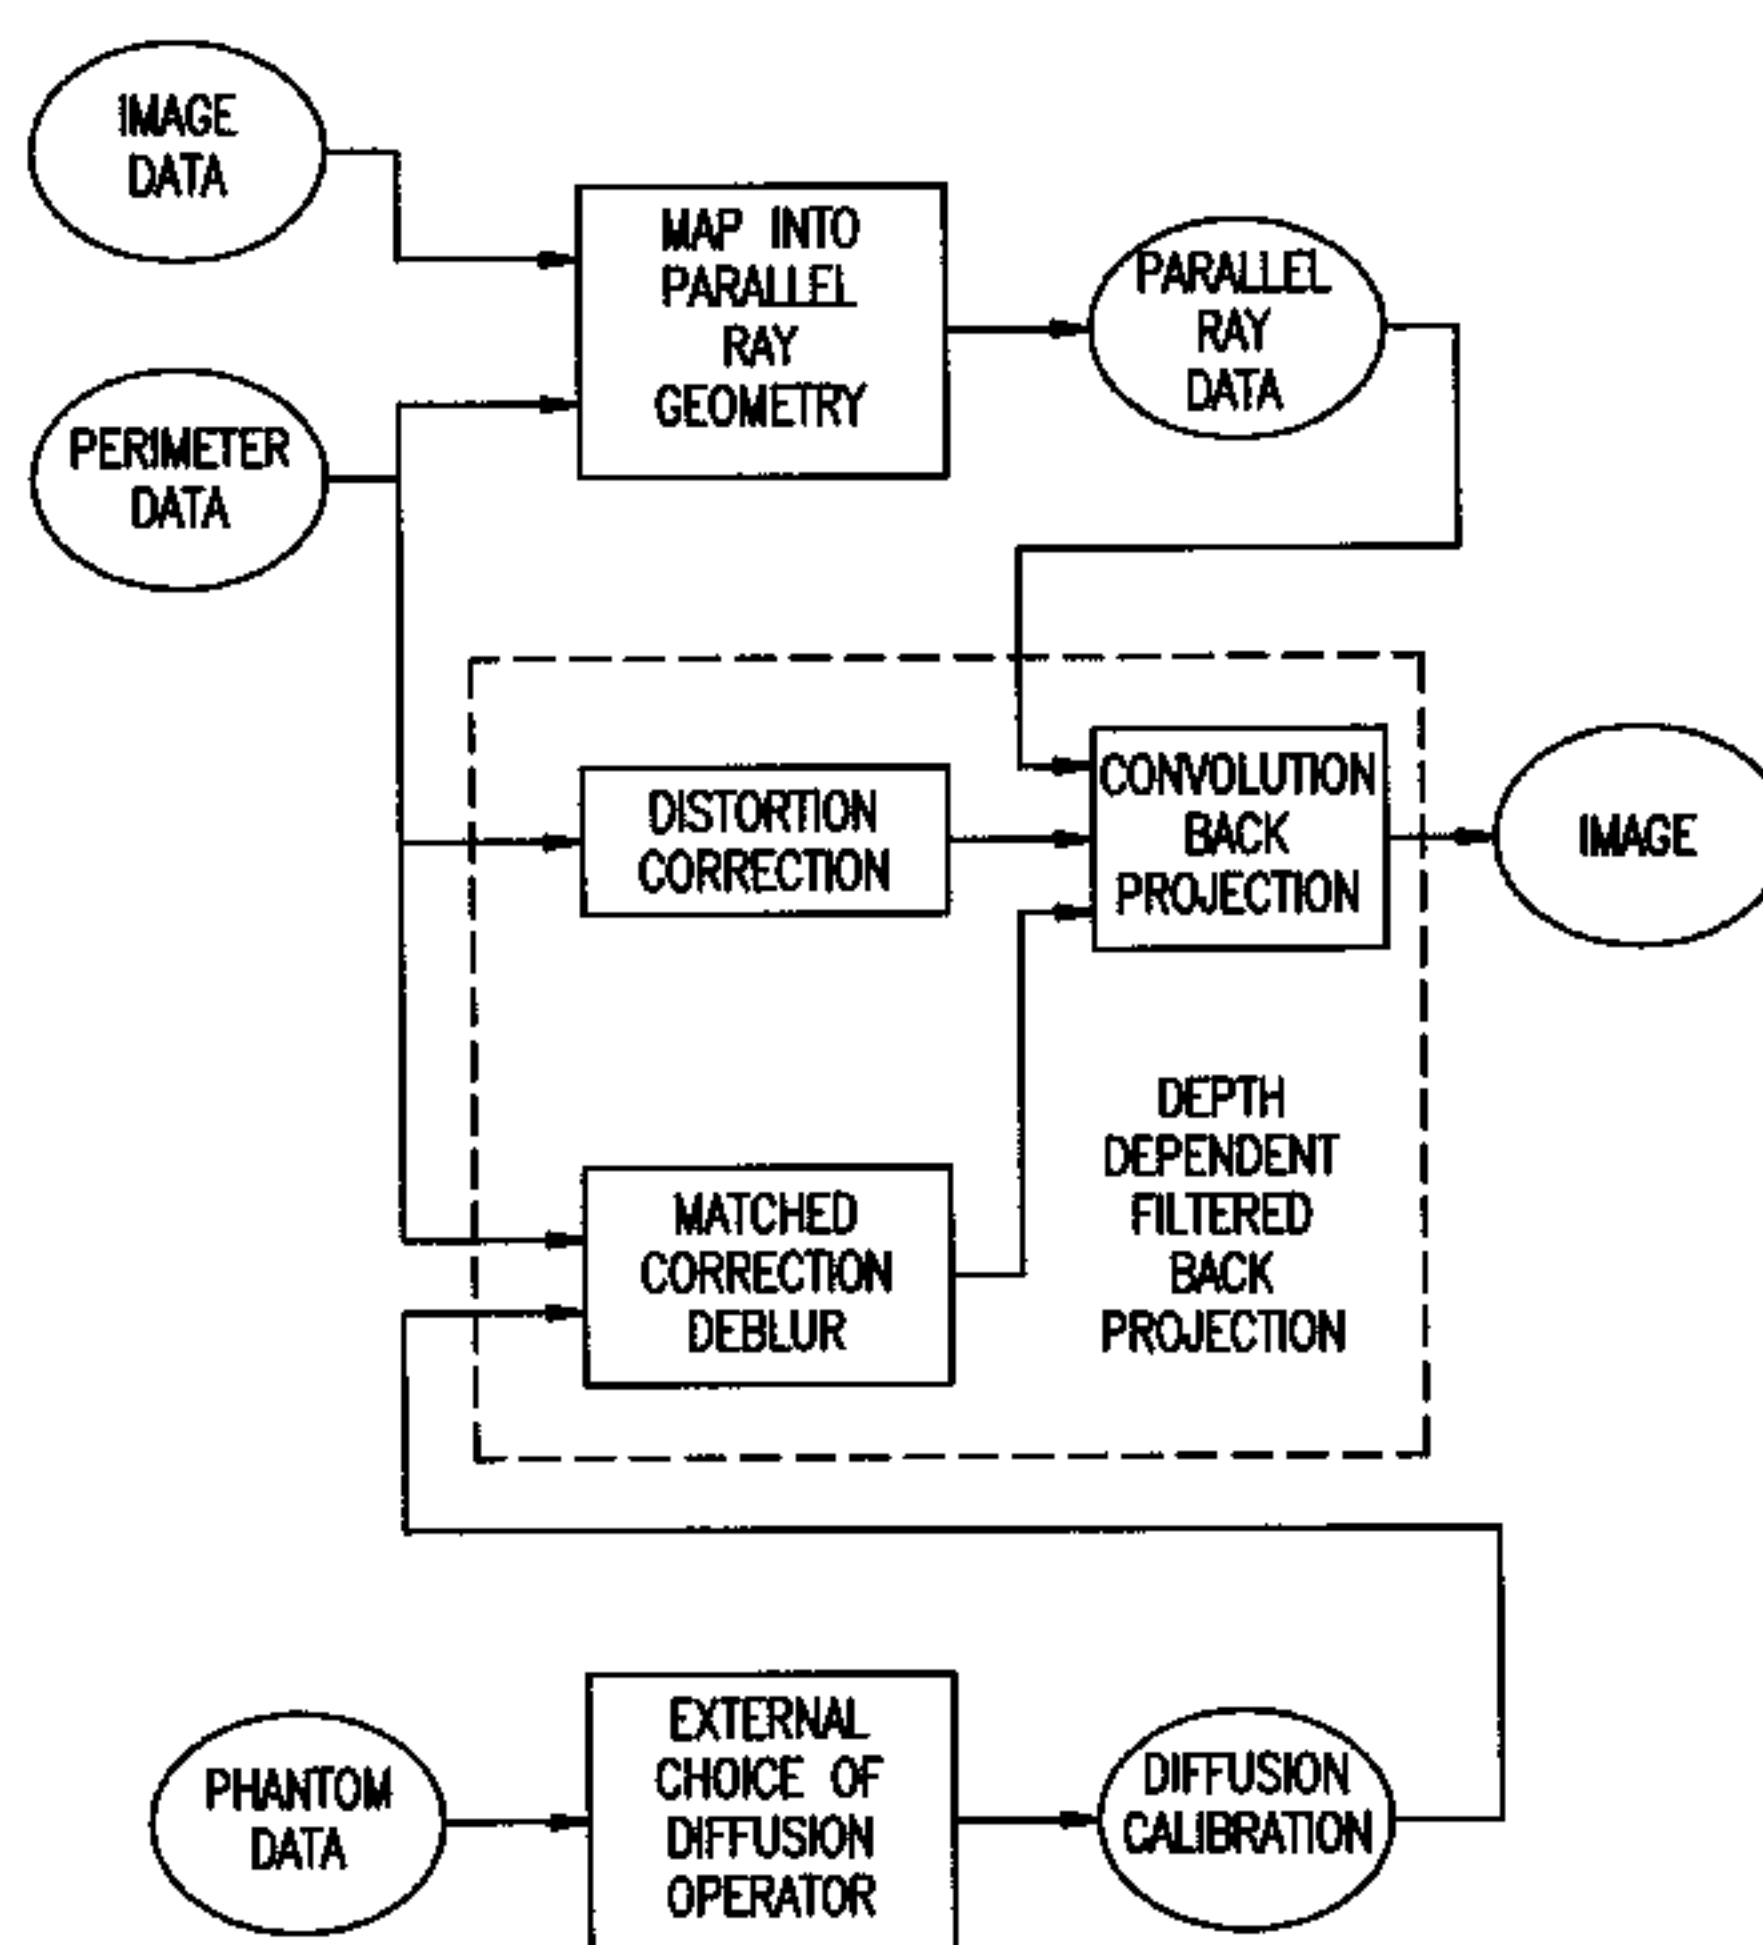 IMAGE
DATA
MAP INTO
PARALLEL
RAY
GEOMETRY
PARALLEL
RAY
DATA
PERIMETER
DATA
DISTORTION
CORRECTION
CONVOLUTION
BACK
PROJECTION
IMAGE
MATCHED
CORRECTION
DEBLUR
DEPTH
DEPENDENT
FILTERED
BACK
PROJECTION
PHANTOM
DATA
EXTERNAL
CHOICE OF
DIFFUSION
OPERATOR
DIFFUSION
CALIBRATION